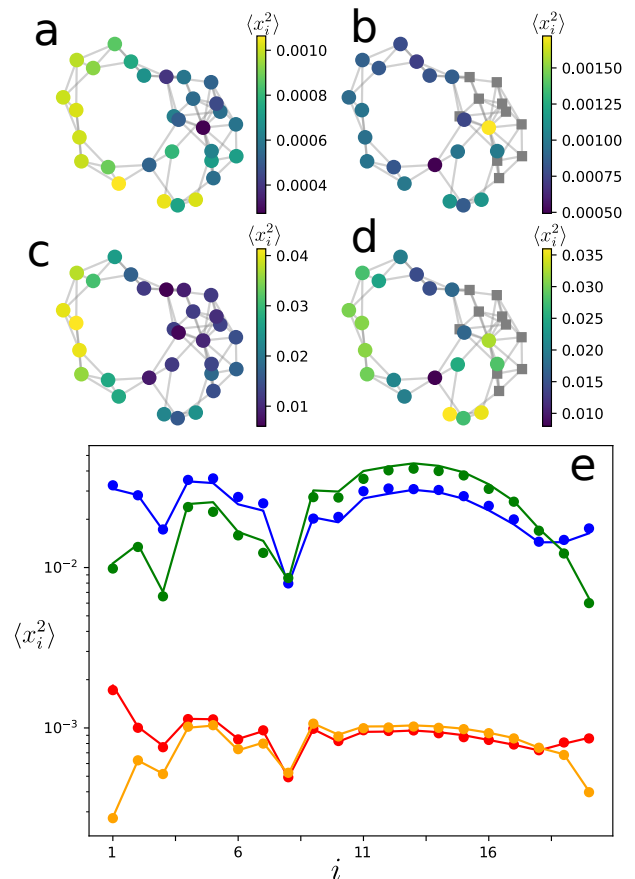 a
⟨x_i^2⟩
0.0010
0.0008
0.0006
0.0004
b
⟨x_i^2⟩
0.00150
0.00125
0.00100
0.00075
0.00050
c
⟨x_i^2⟩
0.04
0.03
0.02
0.01
d
⟨x_i^2⟩
0.035
0.030
0.025
0.020
0.015
0.010
e
10^−2
⟨x_i^2⟩
10^−3
1 6 11 16
i